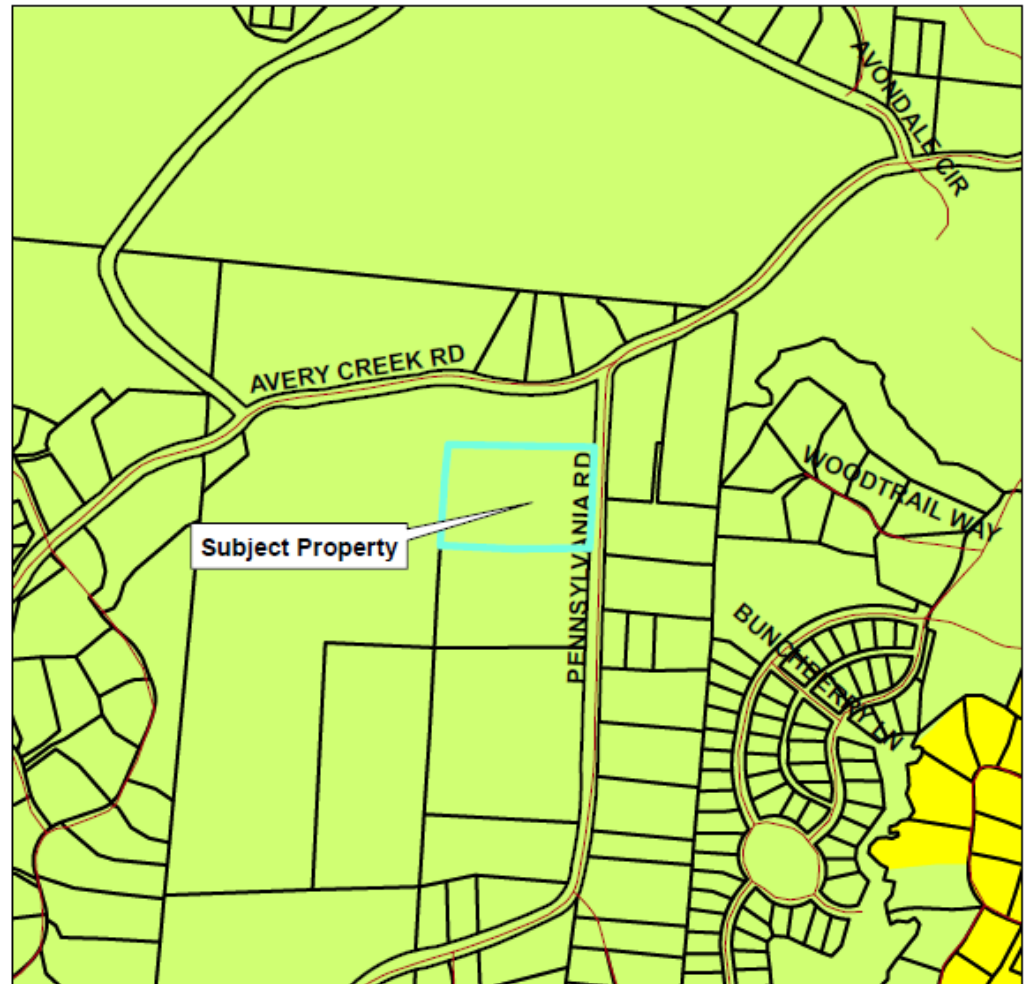 AVONDALE CIR
AVERY CREEK RD
WOODTRAIL WAY
PENNSYLVANIA RD
Subject Property
BUNCHBERRY LN